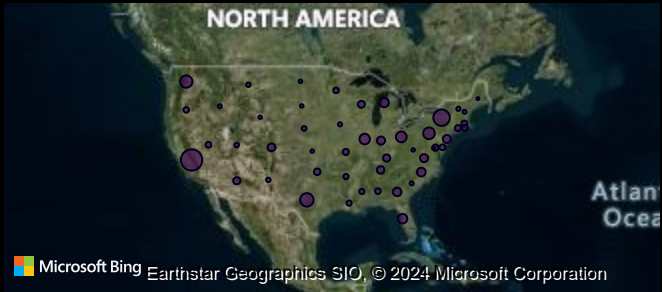 NORTH AMERICA
Atlan
Ocea
Microsoft Bing
Earthstar Geographics SIO, © 2024 Microsoft Corporation